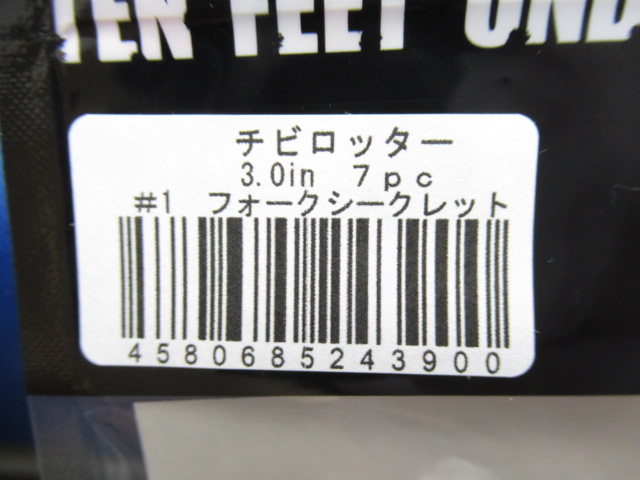 TEN FEET UND
チビロッター
3.0in 7pc
#1 フォークシークレット
4580685243900